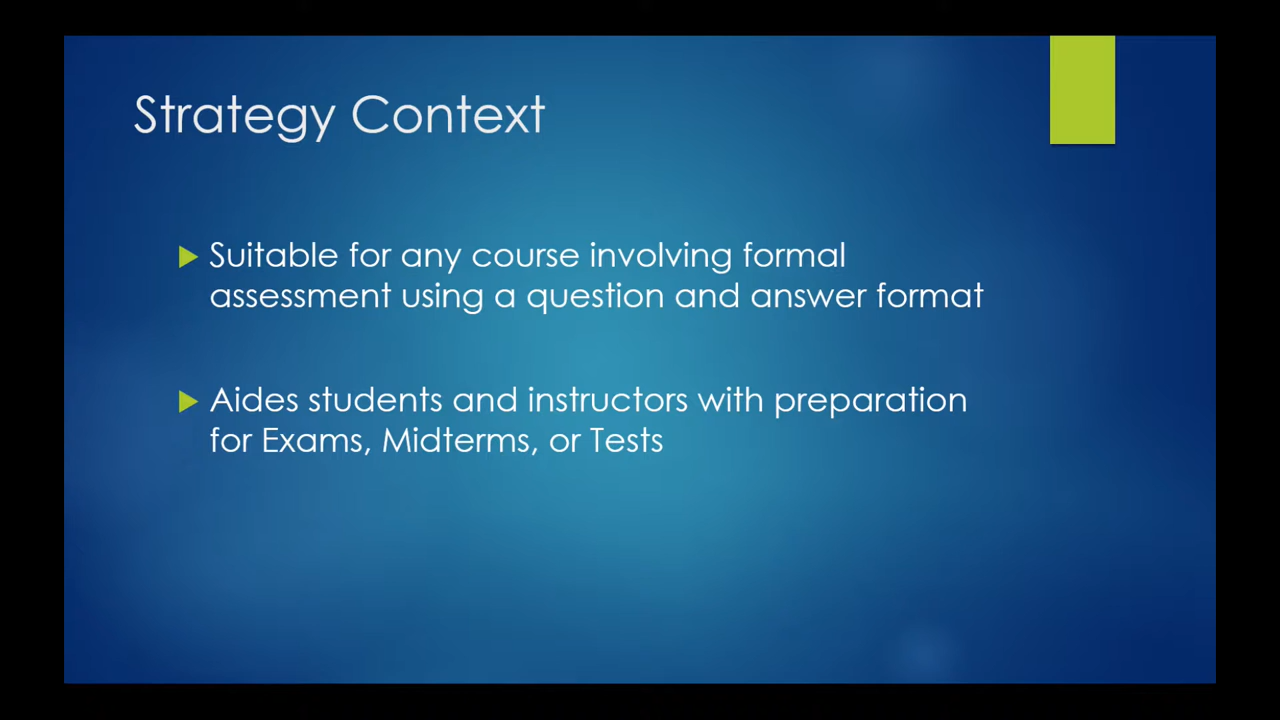 Strategy Context
Suitable for any course involving formal
assessment using a question and answer format
Aides students and instructors with preparation
for Exams, Midterms, or Tests